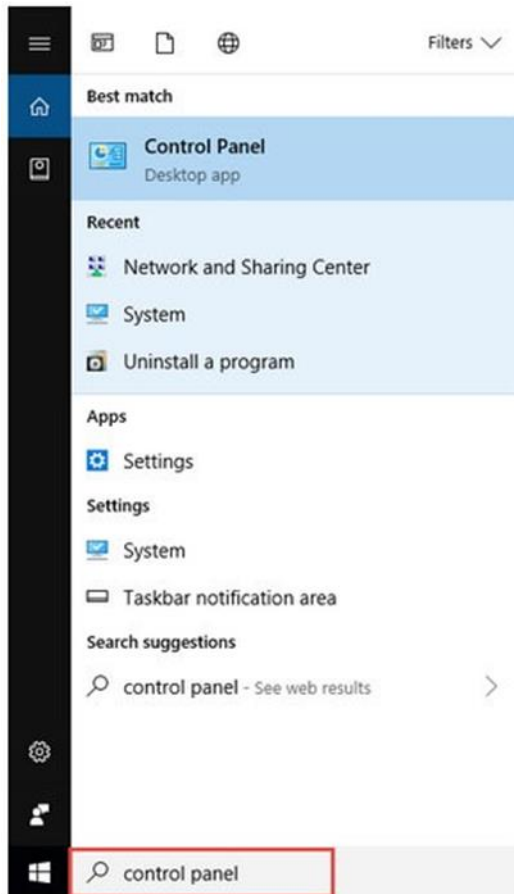 Filters
Best match
Control Panel
Desktop app
Recent
Network and Sharing Center
System
Uninstall a program
Apps
Settings
Settings
System
Taskbar notification area
Search suggestions
control panel - See web results
control panel